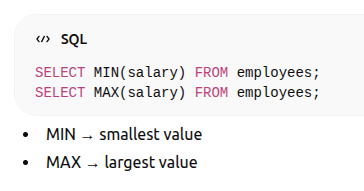 </> SQL
SELECT MIN(salary) FROM employees;
SELECT MAX(salary) FROM employees;
• MIN → smallest value
• MAX → largest value